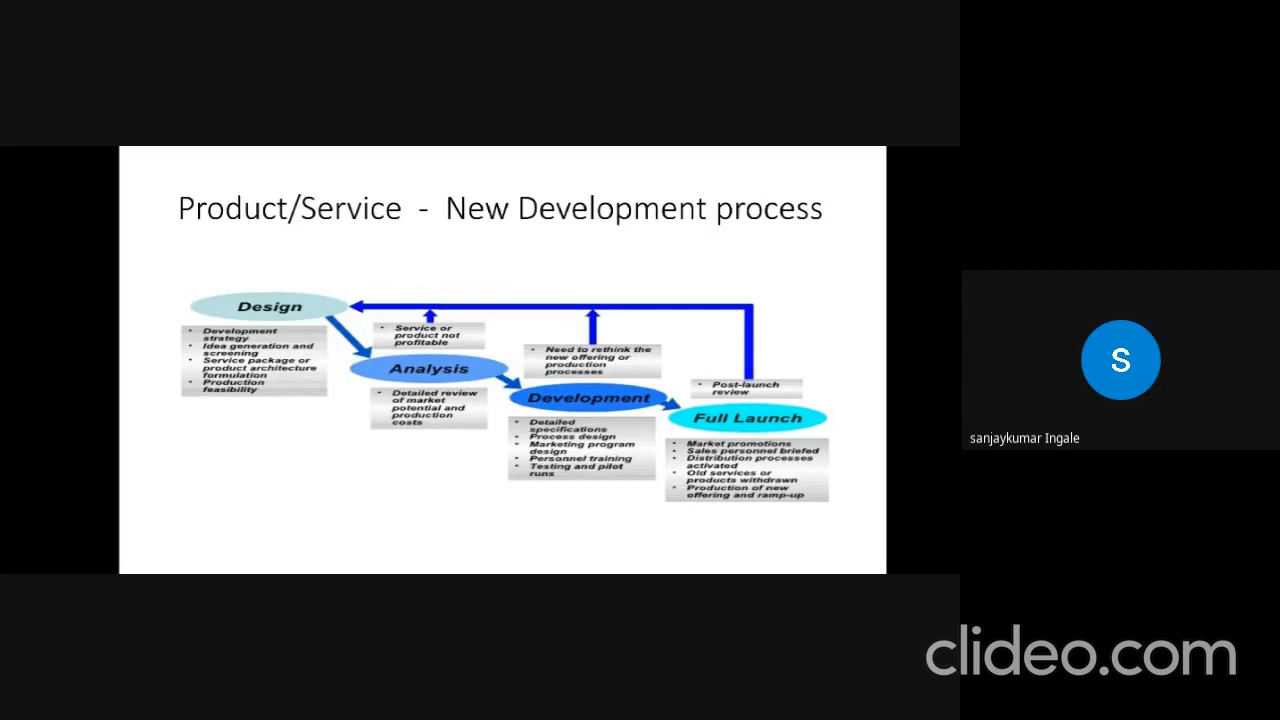 Product/Service - New Development process
Design
• Development
strategy
• Idea generation and
screening
• Service package or
product architecture
formulation
• Production
feasibility
• Service or
product not
profitable
Analysis
• Detailed review
of market
potential and
production
costs
• Need to rethink the
new offering or
production
processes
Development
• Detailed
specifications
• Process design
• Marketing program
design
• Personnel training
• Testing and pilot
runs
• Post-launch
review
Full Launch
• Market promotions
• Sales personnel briefed
• Distribution processes
activated
• Old services or
products withdrawn
• Production of new
offering and ramp-up
S
sanjaykumar Ingale
clideo.com